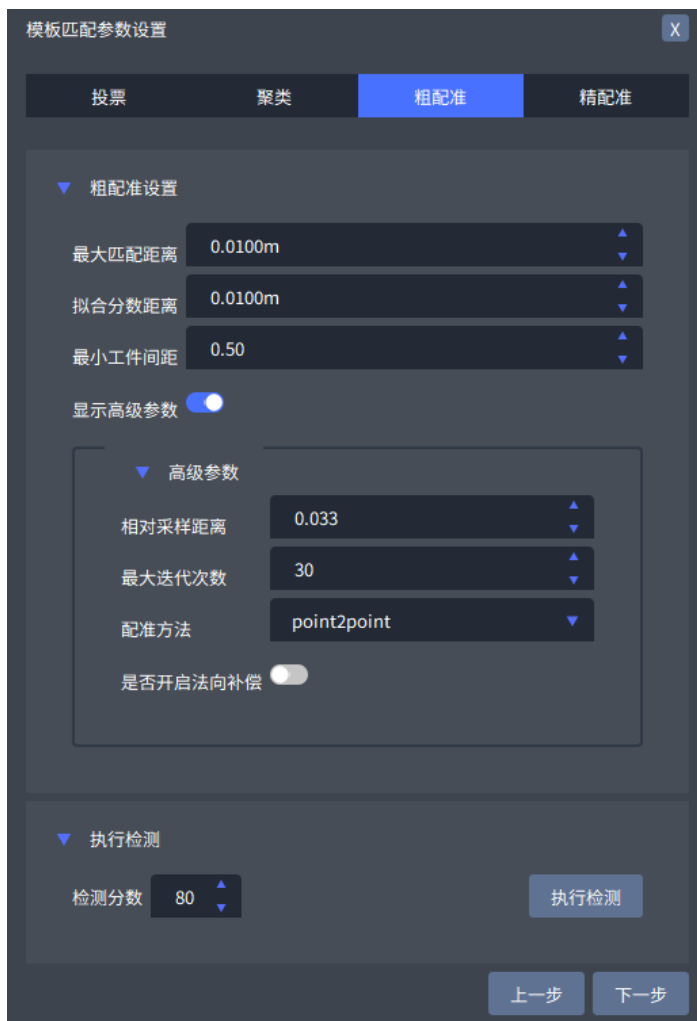 模板匹配参数设置 X
投票 聚类 粗配准 精配准
粗配准设置
最大匹配距离 0.0100m
拟合分数距离 0.0100m
最小工件间距 0.50
显示高级参数
高级参数
相对采样距离 0.033
最大迭代次数 30
配准方法 point2point
是否开启法向补偿
执行检测
检测分数 80 执行检测
上一步 下一步